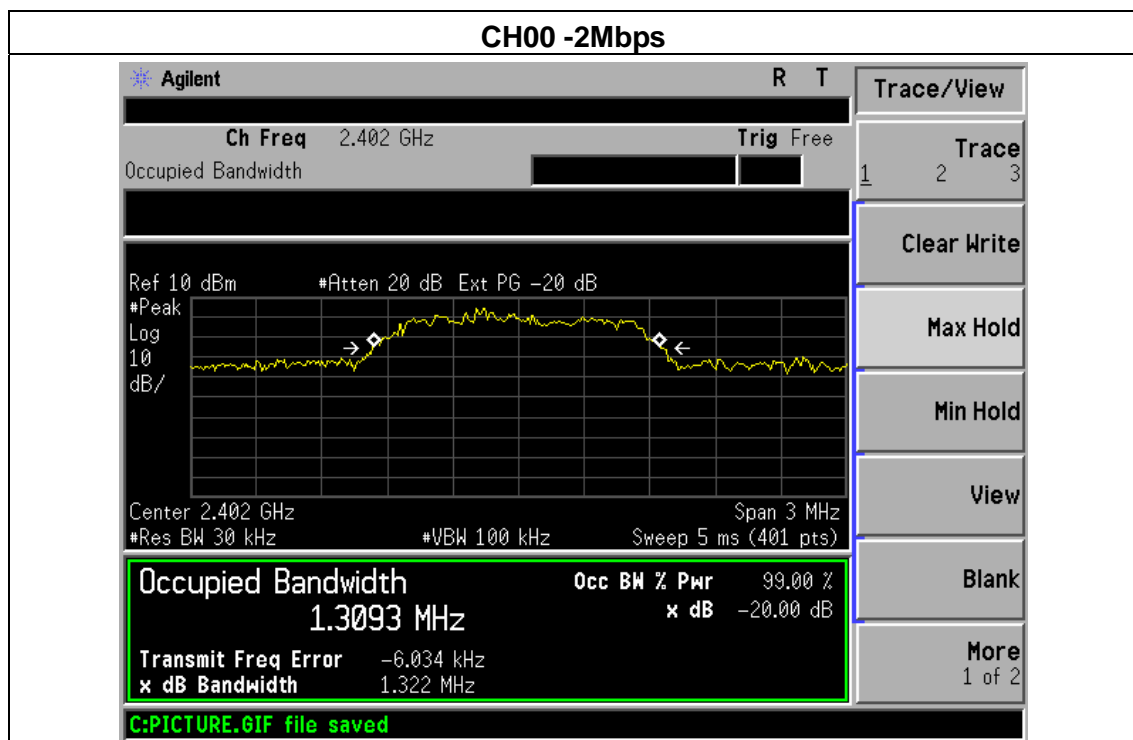 CH00 -2Mbps
Agilent R T
Trace/View
Ch Freq 2.402 GHz Trig Free
Occupied Bandwidth
Trace
1 2 3
Clear Write
Ref 10 dBm #Atten 20 dB Ext PG –20 dB
#Peak
Log
10
dB/
Max Hold
Min Hold
View
Center 2.402 GHz Span 3 MHz
#Res BW 30 kHz #VBW 100 kHz Sweep 5 ms (401 pts)
Occupied Bandwidth Occ BW % Pwr 99.00 %
1.3093 MHz x dB –20.00 dB
Blank
Transmit Freq Error –6.034 kHz
x dB Bandwidth 1.322 MHz
More
1 of 2
C:PICTURE.GIF file saved